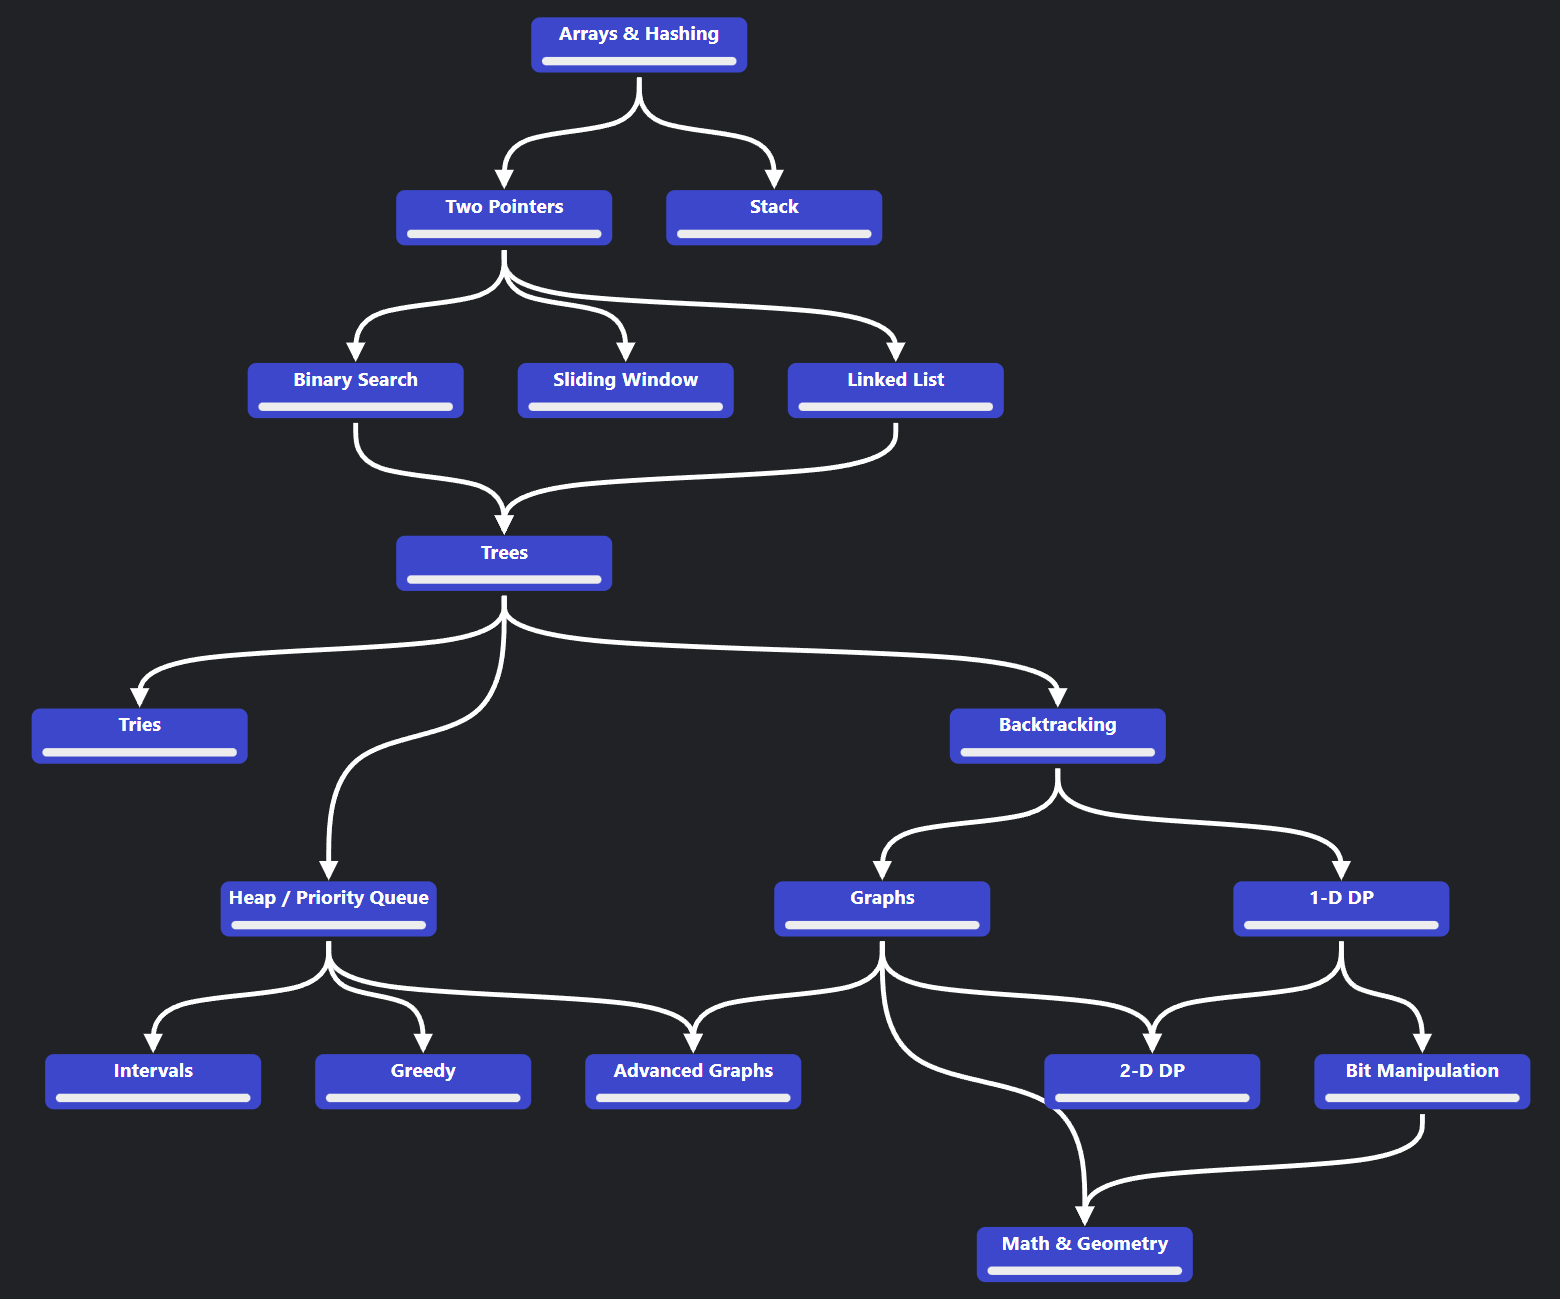 Arrays & Hashing
Two Pointers
Stack
Binary Search
Sliding Window
Linked List
Trees
Tries
Backtracking
Heap / Priority Queue
Graphs
1-D DP
Intervals
Greedy
Advanced Graphs
2-D DP
Bit Manipulation
Math & Geometry